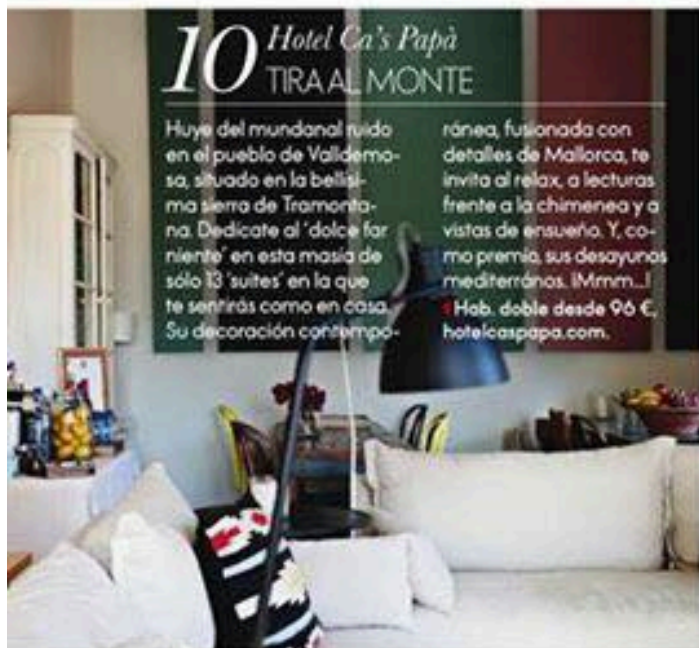 10
Hotel Ca's Papà
TIRA AL MONTE
Huye del mundanal ruido
en el pueblo de Valldemo-
sa, situado en la bellísi-
ma sierra de Tramonta-
na. Dedícate al 'dolce far
niente' en esta masía de
sólo 13 'suites' en la que
te sentirás como en casa.
Su decoración contempo-
ránea, fusionada con
detalles de Mallorca, te
invita al relax, a lecturas
frente a la chimenea y a
vistas de ensueño. Y, co-
mo premio, sus desayunos
mediterrános. ¡Mmm...!
Hab. doble desde 96 €,
hotelcaspapa.com.